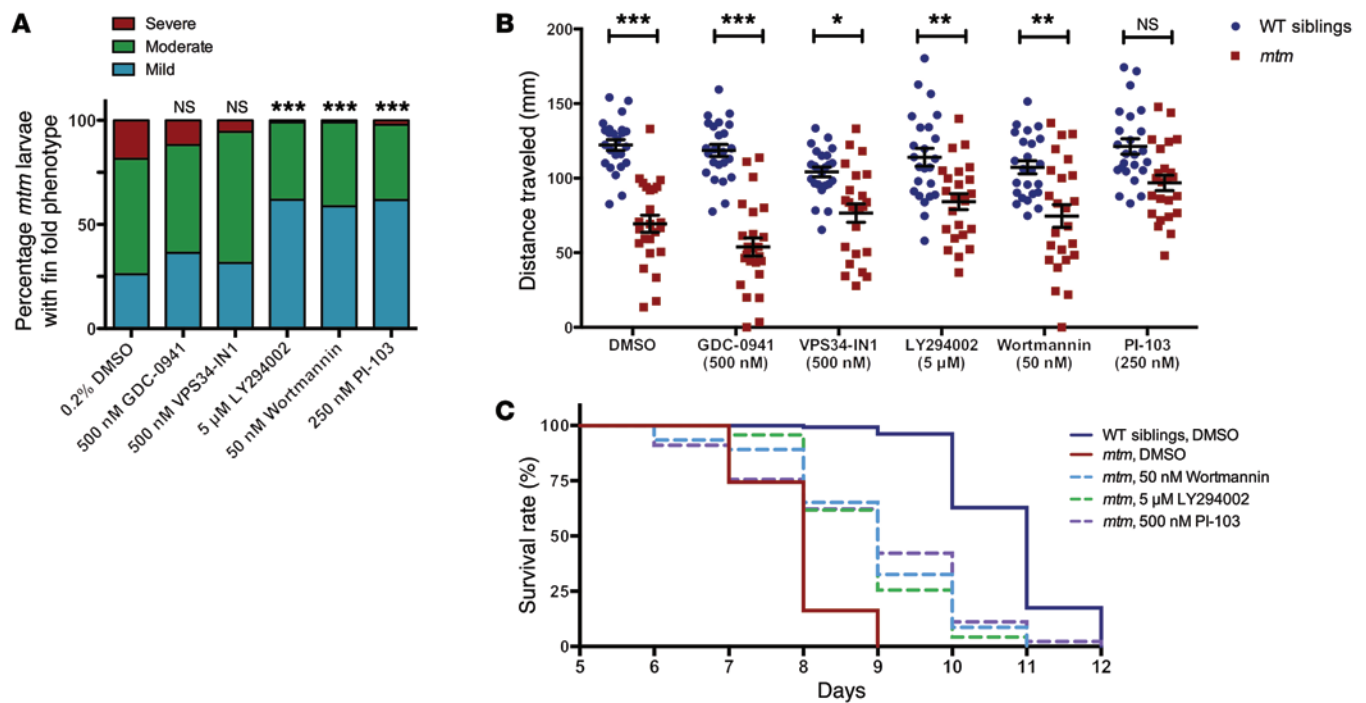 A
Severe
Moderate
Mild
Percentage mtm larvae
with fin fold phenotype
100
50
0
NS
NS
***
***
***
0.2% DMSO
500 nM GDC-0941
500 nM VPS34-IN1
5 µM LY294002
50 nM Wortmannin
250 nM PI-103
B
Distance traveled (mm)
200
150
100
50
0
***
***
*
**
**
NS
WT siblings
mtm
DMSO
GDC-0941
(500 nM)
VPS34-IN1
(500 nM)
LY294002
(5 µM)
Wortmannin
(50 nM)
PI-103
(250 nM)
C
Survival rate (%)
100
75
50
25
0
5
6
7
8
9
10
11
12
Days
WT siblings, DMSO
mtm, DMSO
mtm, 50 nM Wortmannin
mtm, 5 µM LY294002
mtm, 500 nM PI-103